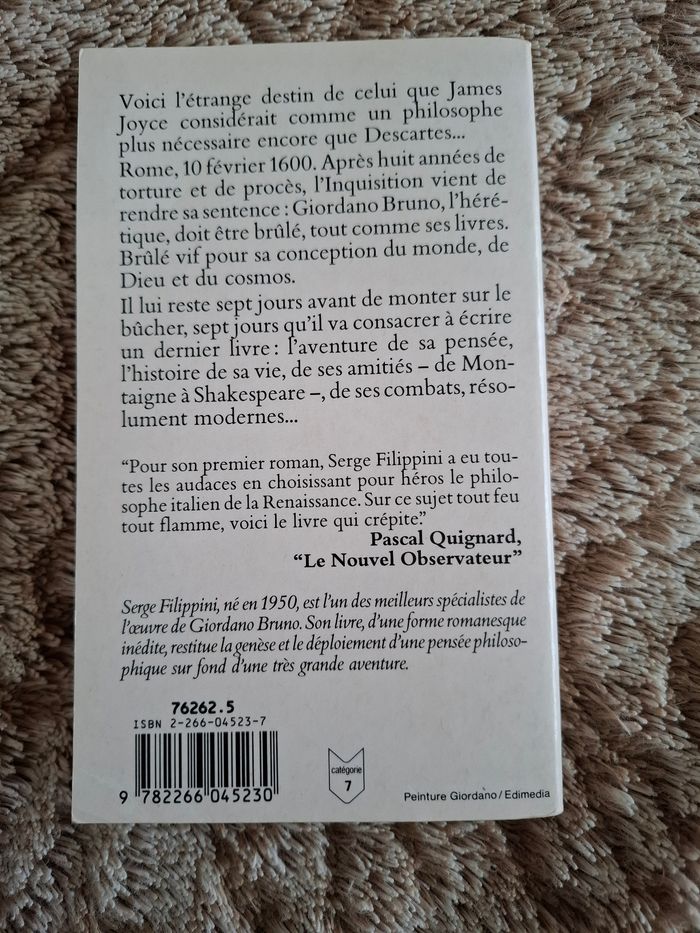 Voici l'étrange destin de celui que James
Joyce considérait comme un philosophe
plus nécessaire encore que Descartes...
Rome, 10 février 1600. Après huit années de
torture et de procès, l'Inquisition vient de
rendre sa sentence : Giordano Bruno, l'héré-
tique, doit être brûlé, tout comme ses livres.
Brûlé vif pour sa conception du monde, de
Dieu et du cosmos.
Il lui reste sept jours avant de monter sur le
bûcher, sept jours qu'il va consacrer à écrire
un dernier livre : l'aventure de sa pensée,
l'histoire de sa vie, de ses amitiés – de Mon-
taigne à Shakespeare –, de ses combats, réso-
lument modernes...
“Pour son premier roman, Serge Filippini a eu tou-
tes les audaces en choisissant pour héros le philo-
sophe italien de la Renaissance. Sur ce sujet tout feu
tout flamme, voici le livre qui crépite.”
Pascal Quignard,
“Le Nouvel Observateur”
Serge Filippini, né en 1950, est l'un des meilleurs spécialistes de
l'œuvre de Giordano Bruno. Son livre, d'une forme romanesque
inédite, restitue la genèse et le déploiement d'une pensée philoso-
phique sur fond d'une très grande aventure.
76262.5
ISBN 2-266-04523-7
9 782266 045230
catégorie
7
Peinture Giordano / Edimedia